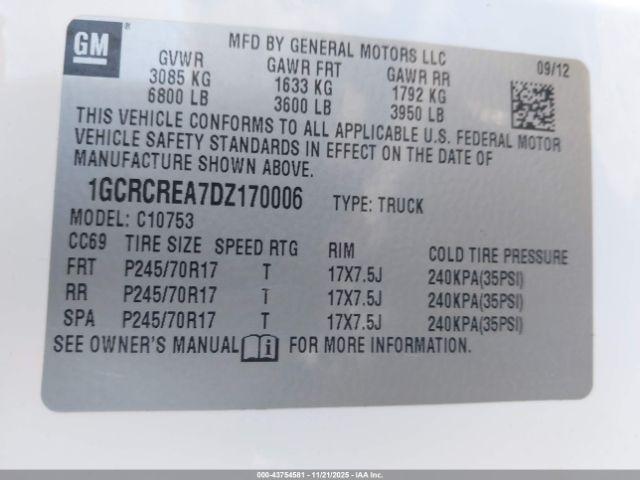 GM
MFD BY GENERAL MOTORS LLC
09/12
GVWR GAWR FRT GAWR RR
3085 KG 1633 KG 1792 KG
6800 LB 3600 LB 3950 LB
THIS VEHICLE CONFORMS TO ALL APPLICABLE U.S. FEDERAL MOTOR
VEHICLE SAFETY STANDARDS IN EFFECT ON THE DATE OF
MANUFACTURE SHOWN ABOVE.
1GCRCREA7DZ170006 TYPE: TRUCK
MODEL: C10753
CC69 TIRE SIZE SPEED RTG RIM COLD TIRE PRESSURE
FRT P245/70R17 T 17X7.5J 240KPA(35PSI)
RR P245/70R17 T 17X7.5J 240KPA(35PSI)
SPA P245/70R17 T 17X7.5J 240KPA(35PSI)
SEE OWNER'S MANUAL i FOR MORE INFORMATION.
000-43754581 - 11/21/2025 - IAA, Inc.